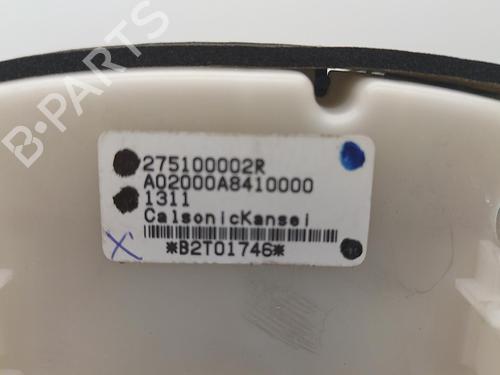 B-PARTS
275100002R
A02000A8410000
1311
CalsonicKansei
*B2T01746*
X